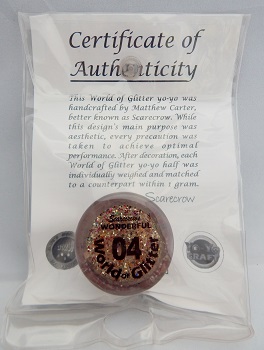 Certificate of
Authenticity
This World of Glitter yo-yo was
handcrafted by Matthew Carter,
better known as Scarecrow. While
this design's main purpose was
aesthetic, every precaution was
taken to achieve optimal
performance. After decoration, each
World of Glitter yo-yo half was
individually weighed and matched
to a counterpart within 1 gram.
Scarecrow
WONDERFUL
04
World of Glitter
CRAFT